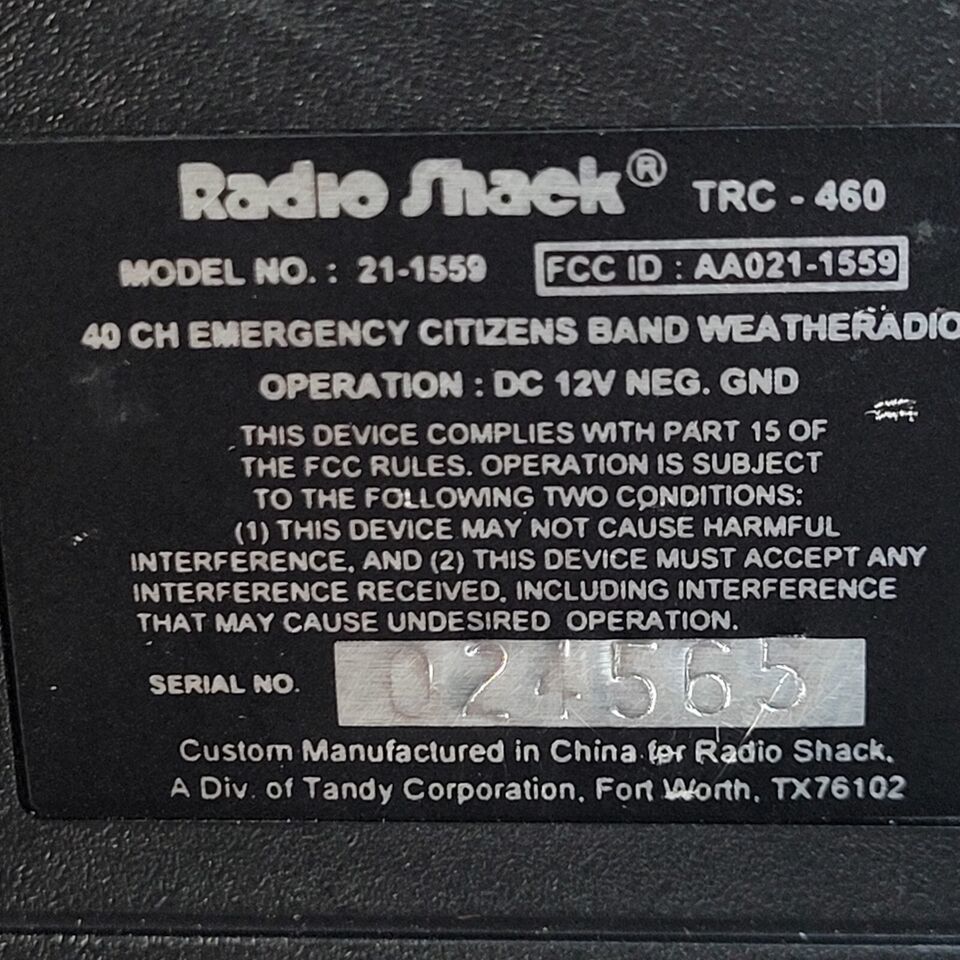 Radio Shack® TRC - 460
MODEL NO. : 21-1559 FCC ID : AAO21-1559
40 CH EMERGENCY CITIZENS BAND WEATHERADIO
OPERATION : DC 12V NEG. GND
THIS DEVICE COMPLIES WITH PART 15 OF
THE FCC RULES. OPERATION IS SUBJECT
TO THE FOLLOWING TWO CONDITIONS:
(1) THIS DEVICE MAY NOT CAUSE HARMFUL
INTERFERENCE, AND (2) THIS DEVICE MUST ACCEPT ANY
INTERFERENCE RECEIVED, INCLUDING INTERFERENCE
THAT MAY CAUSE UNDESIRED OPERATION.
SERIAL NO. 024565
Custom Manufactured in China for Radio Shack,
A Div. of Tandy Corporation, Fort Worth, TX76102